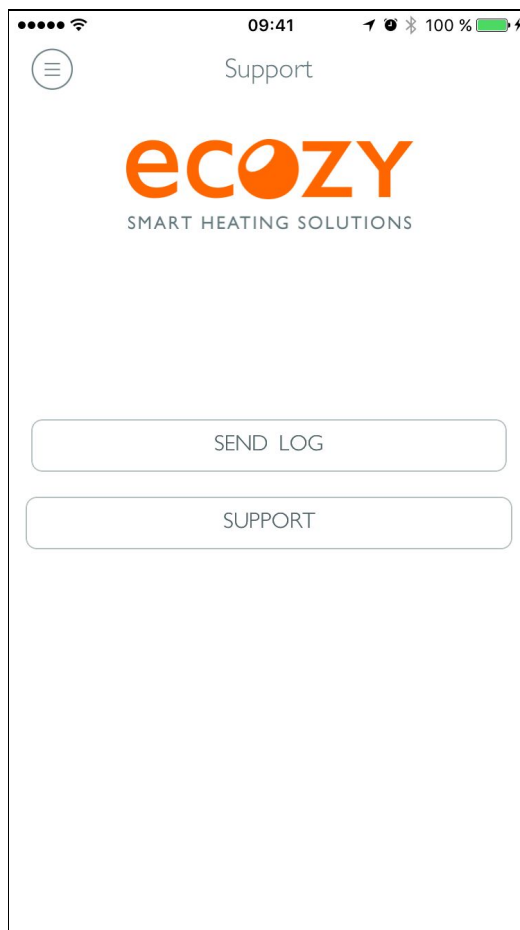 09:41
100 %
Support
ecozy
SMART HEATING SOLUTIONS
SEND LOG
SUPPORT